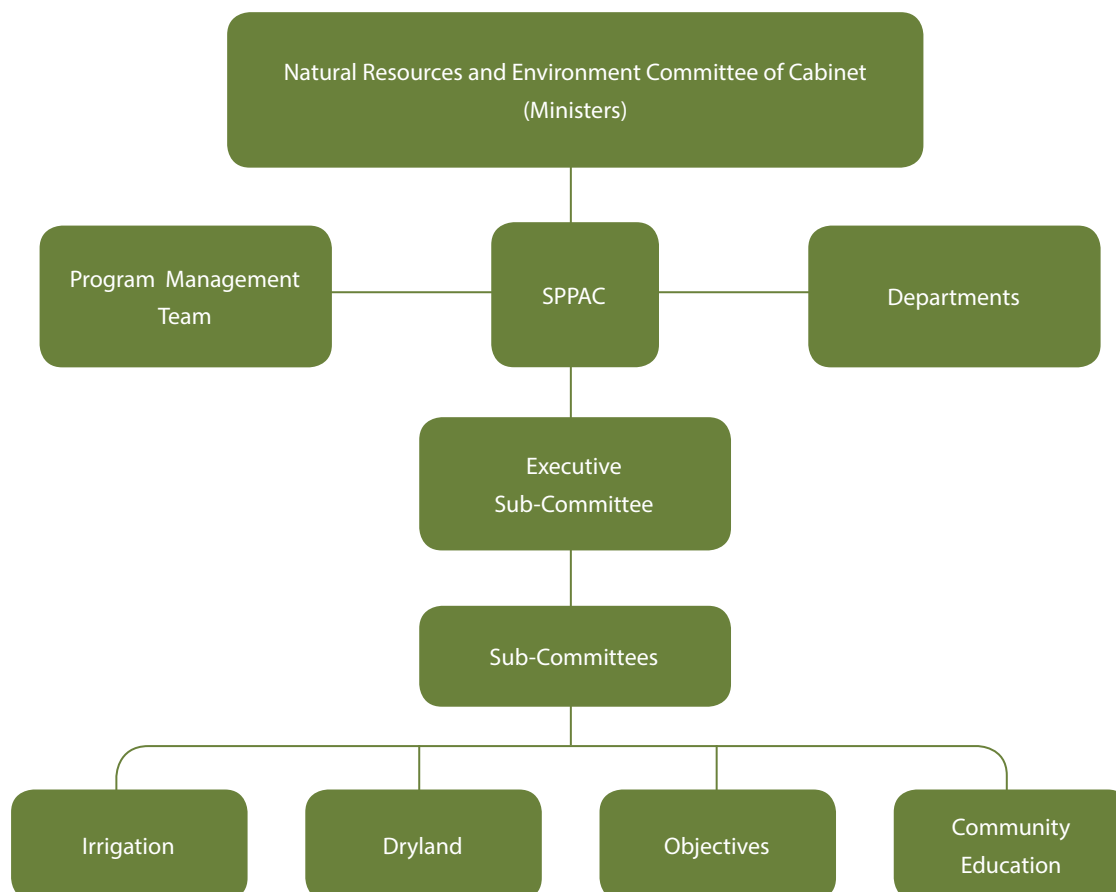 Natural Resources and Environment Committee of Cabinet
(Ministers)
Program Management
Team
SPPAC
Departments
Executive
Sub-Committee
Sub-Committees
Irrigation
Dryland
Objectives
Community
Education